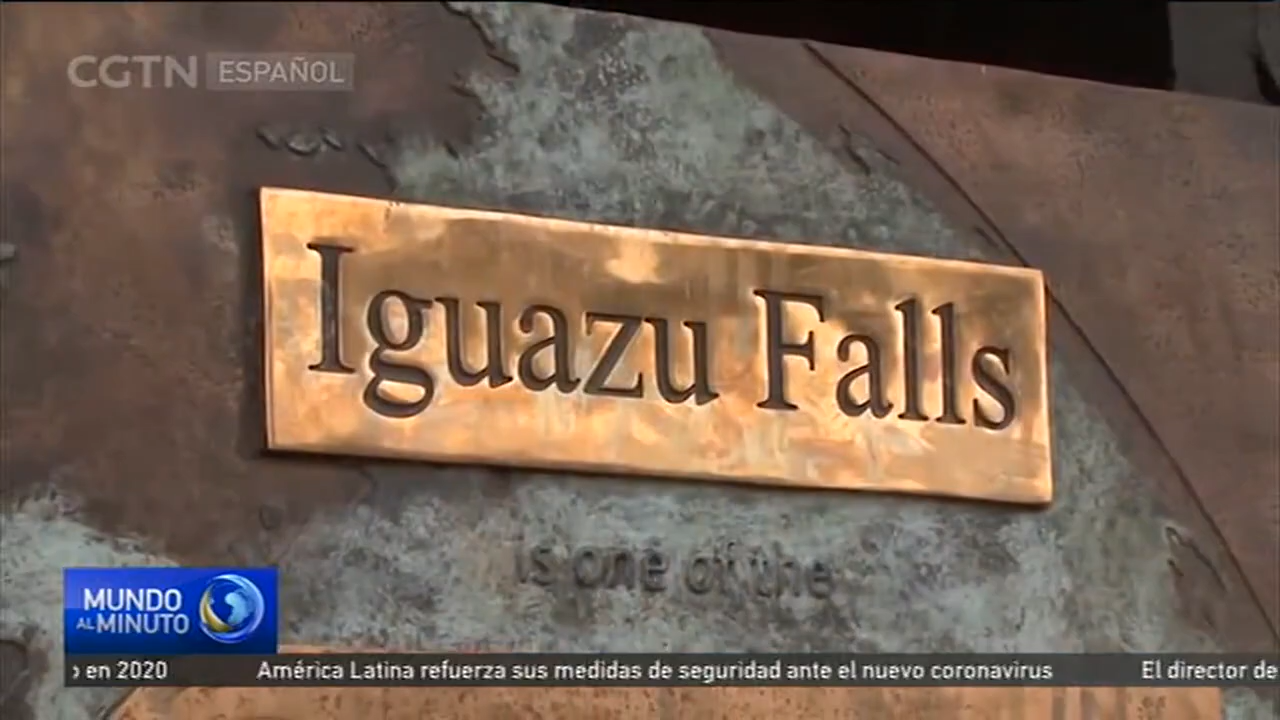 CGTN ESPAÑOL
Iguazu Falls
is one of the
MUNDO
AL MINUTO
o en 2020 América Latina refuerza sus medidas de seguridad ante el nuevo coronavirus El director de